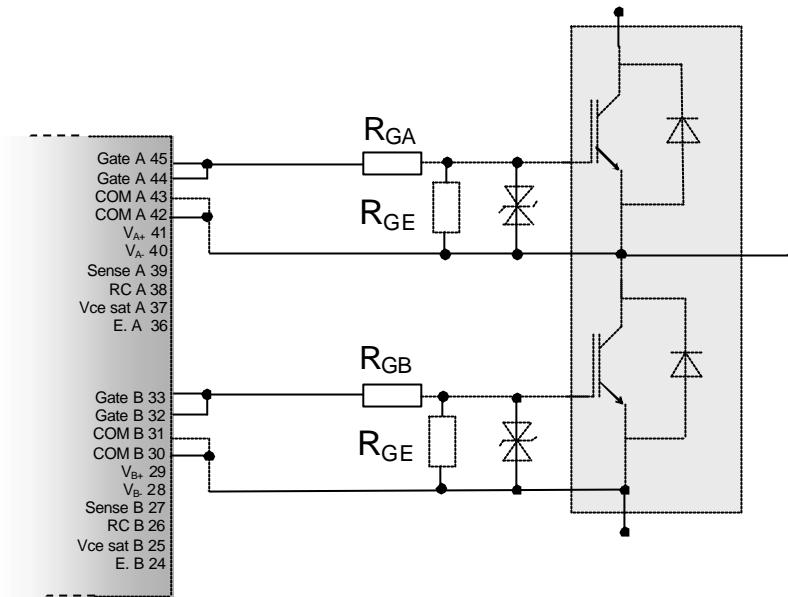 Gate A 45
Gate A 44
COM A 43
COM A 42
VA+ 41
VA- 40
Sense A 39
RC A 38
Vce sat A 37
E. A 36
RGA
RGE
Gate B 33
Gate B 32
COM B 31
COM B 30
VB+ 29
VB- 28
Sense B 27
RC B 26
Vce sat B 25
E. B 24
RGB
RGE